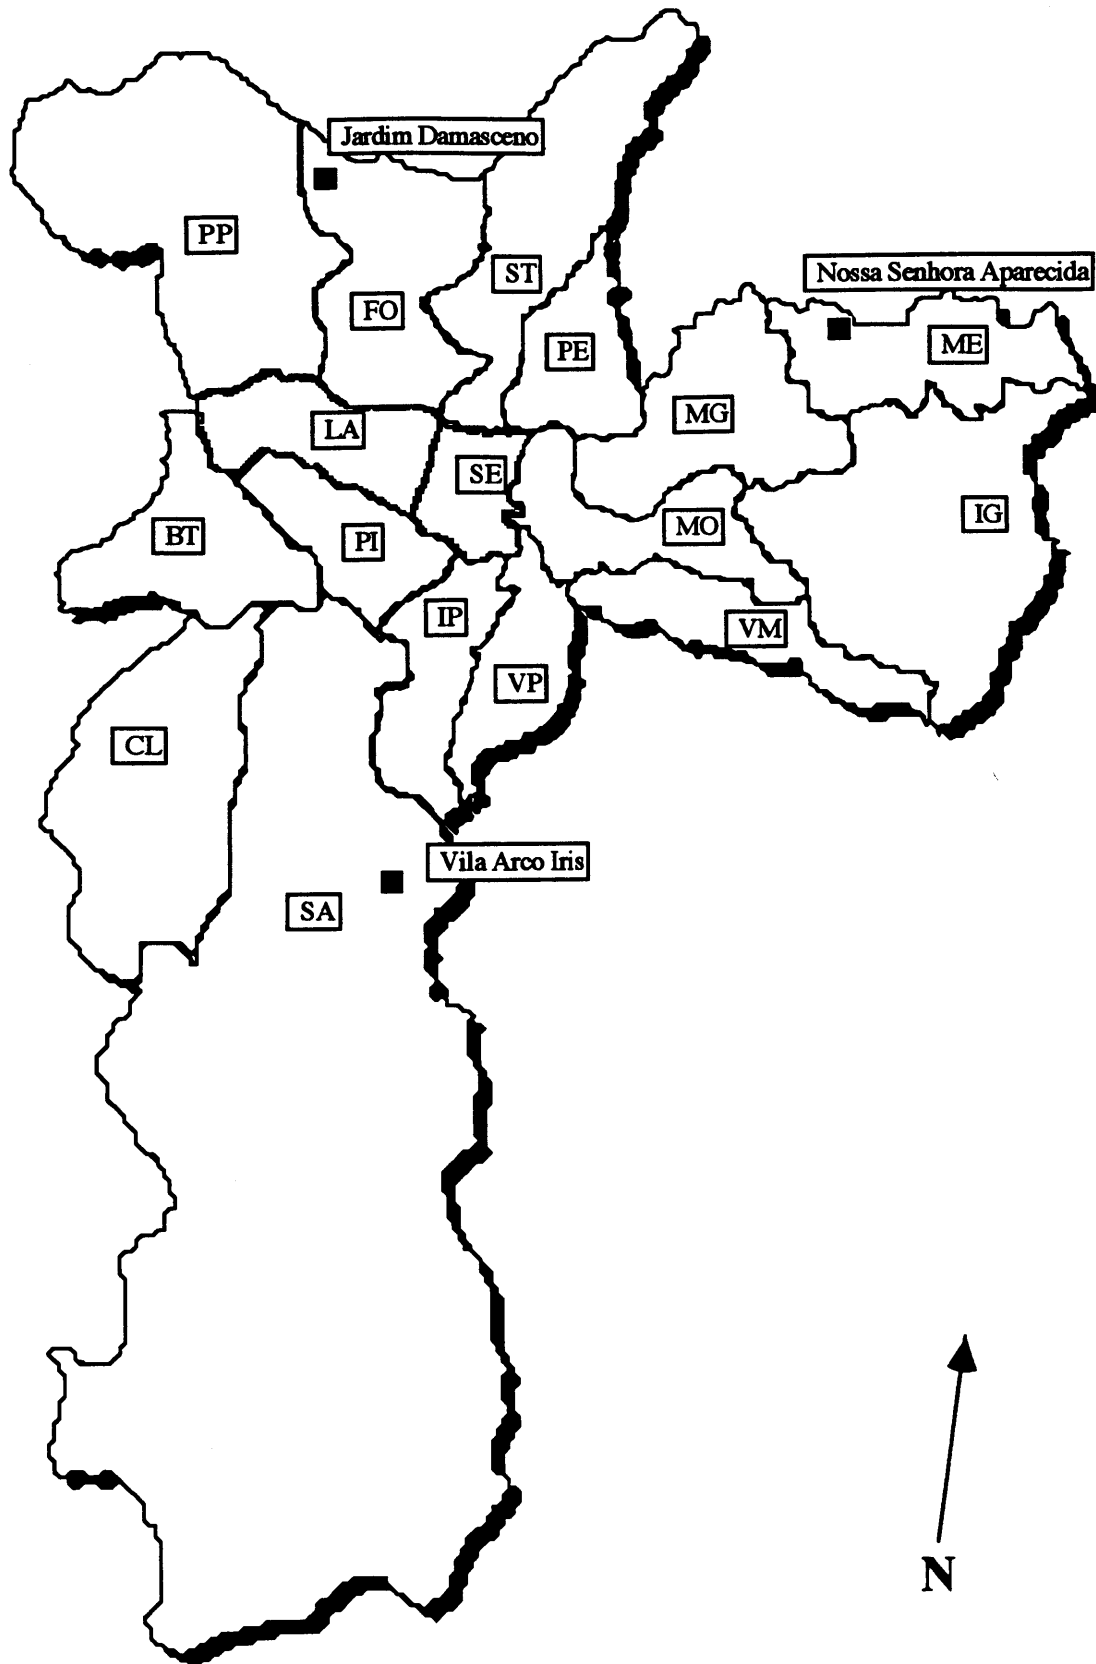 Jardim Damasceno
PP
ST
Nossa Senhora Aparecida
FO
PE
ME
MG
LA
SE
IG
BT
PI
MO
IP
VM
VP
CL
Vila Arco Iris
SA
N